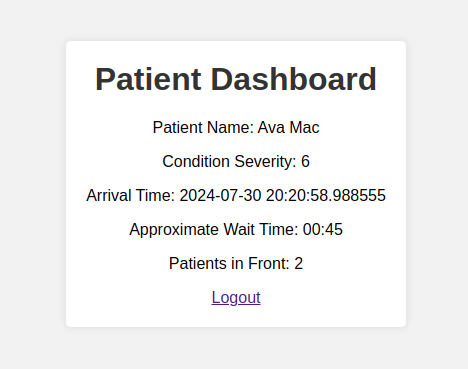 Patient Dashboard
Patient Name: Ava Mac
Condition Severity: 6
Arrival Time: 2024-07-30 20:20:58.988555
Approximate Wait Time: 00:45
Patients in Front: 2
Logout